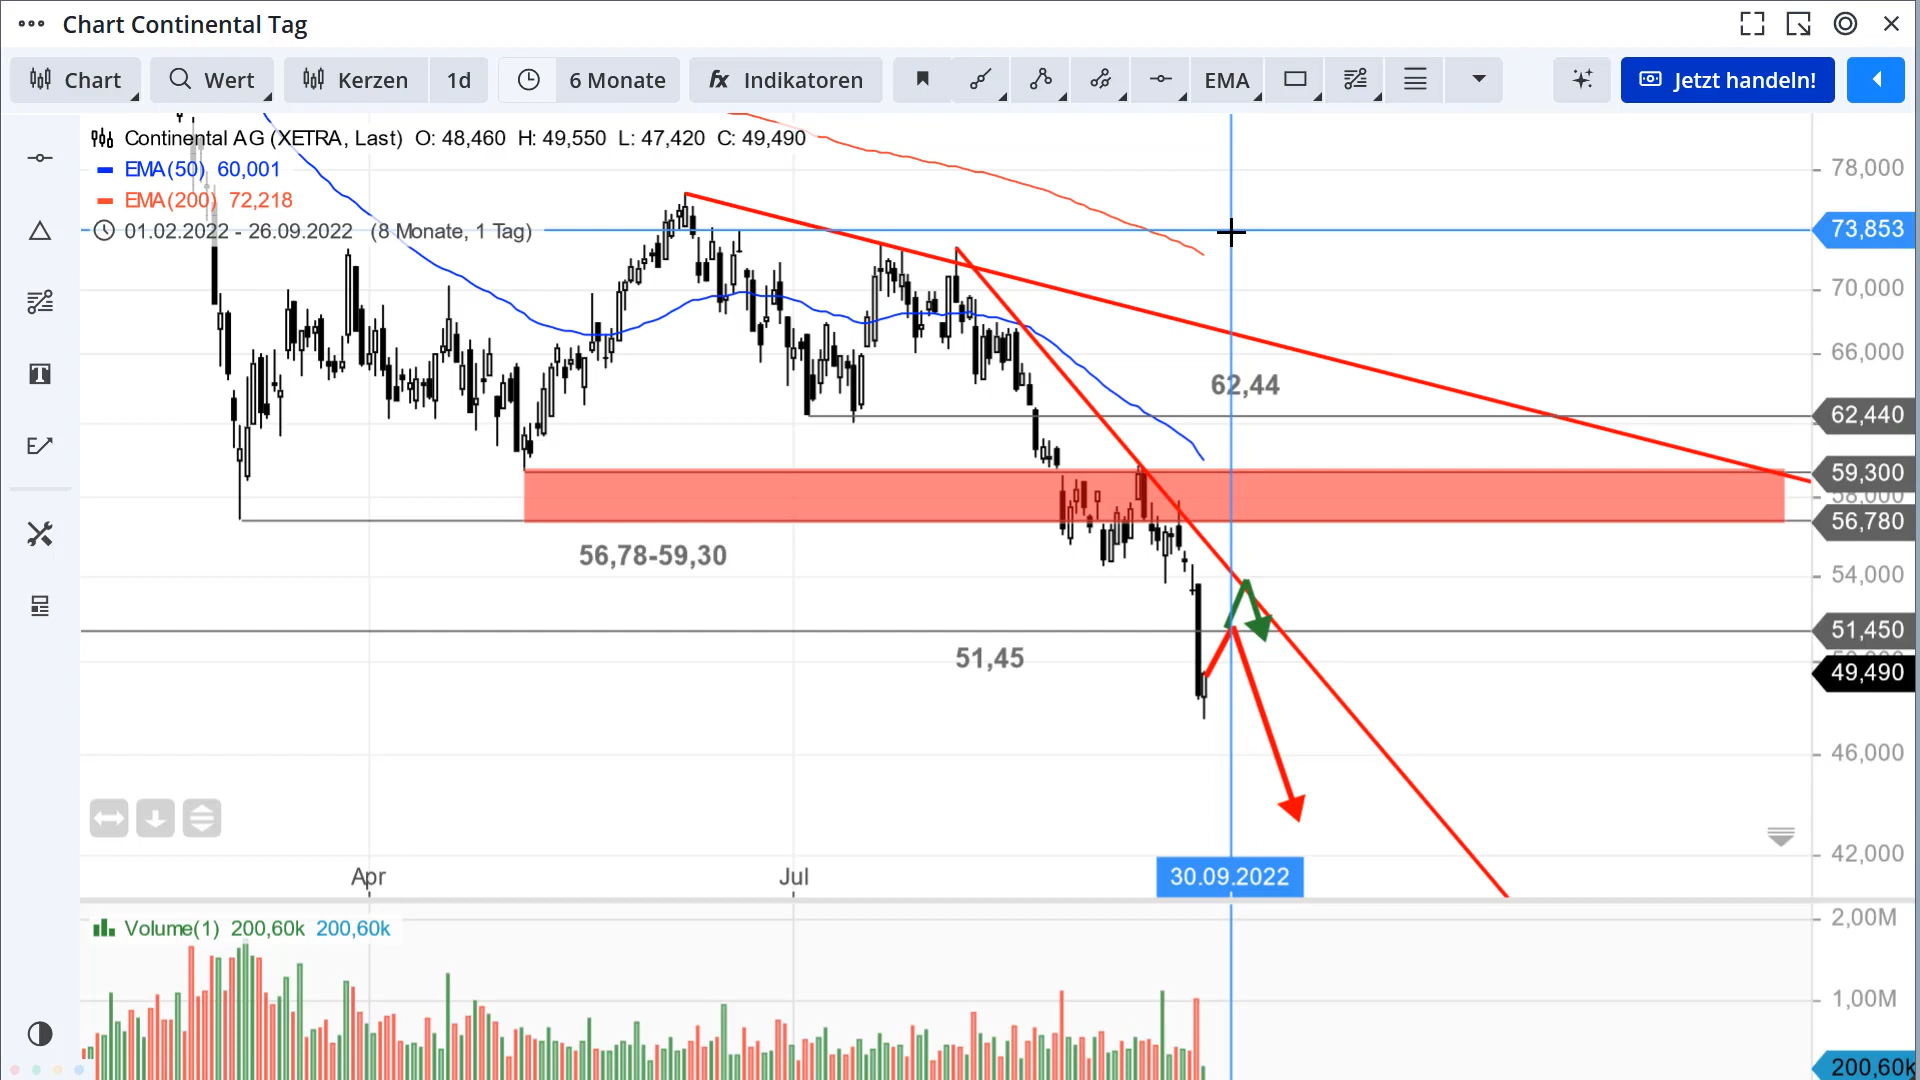 Chart Continental Tag
Chart
Wert
Kerzen
1d
6 Monate
fx Indikatoren
EMA
Jetzt handeln!
Continental AG (XETRA, Last) O: 48,460 H: 49,550 L: 47,420 C: 49,490
EMA(50) 60,001
EMA(200) 72,218
01.02.2022 - 26.09.2022 (8 Monate, 1 Tag)
78,000
73,853
70,000
66,000
62,44
62,440
59,300
58,000
56,780
56,78-59,30
54,000
51,450
51,45
49,490
46,000
42,000
Apr
Jul
30.09.2022
Volume(1) 200,60k 200,60k
2,00M
1,00M
200,60k